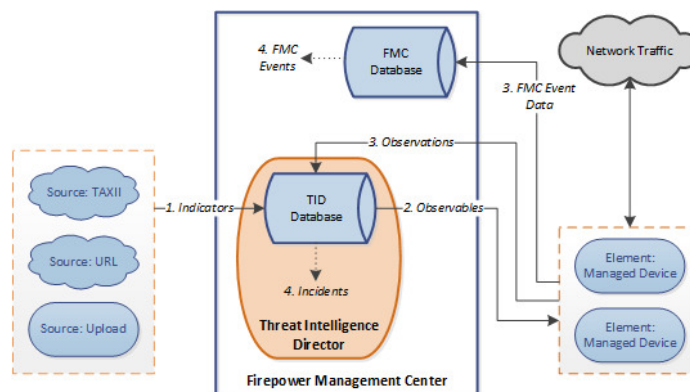 4. FMC
Events
FMC
Database
Network Traffic
3. FMC Event
Data
3. Observations
Source: TAXII
1. Indicators
TID
Database
2. Observables
Source: URL
Element:
Managed Device
4. Incidents
Source: Upload
Threat Intelligence
Director
Element:
Managed Device
Firepower Management Center